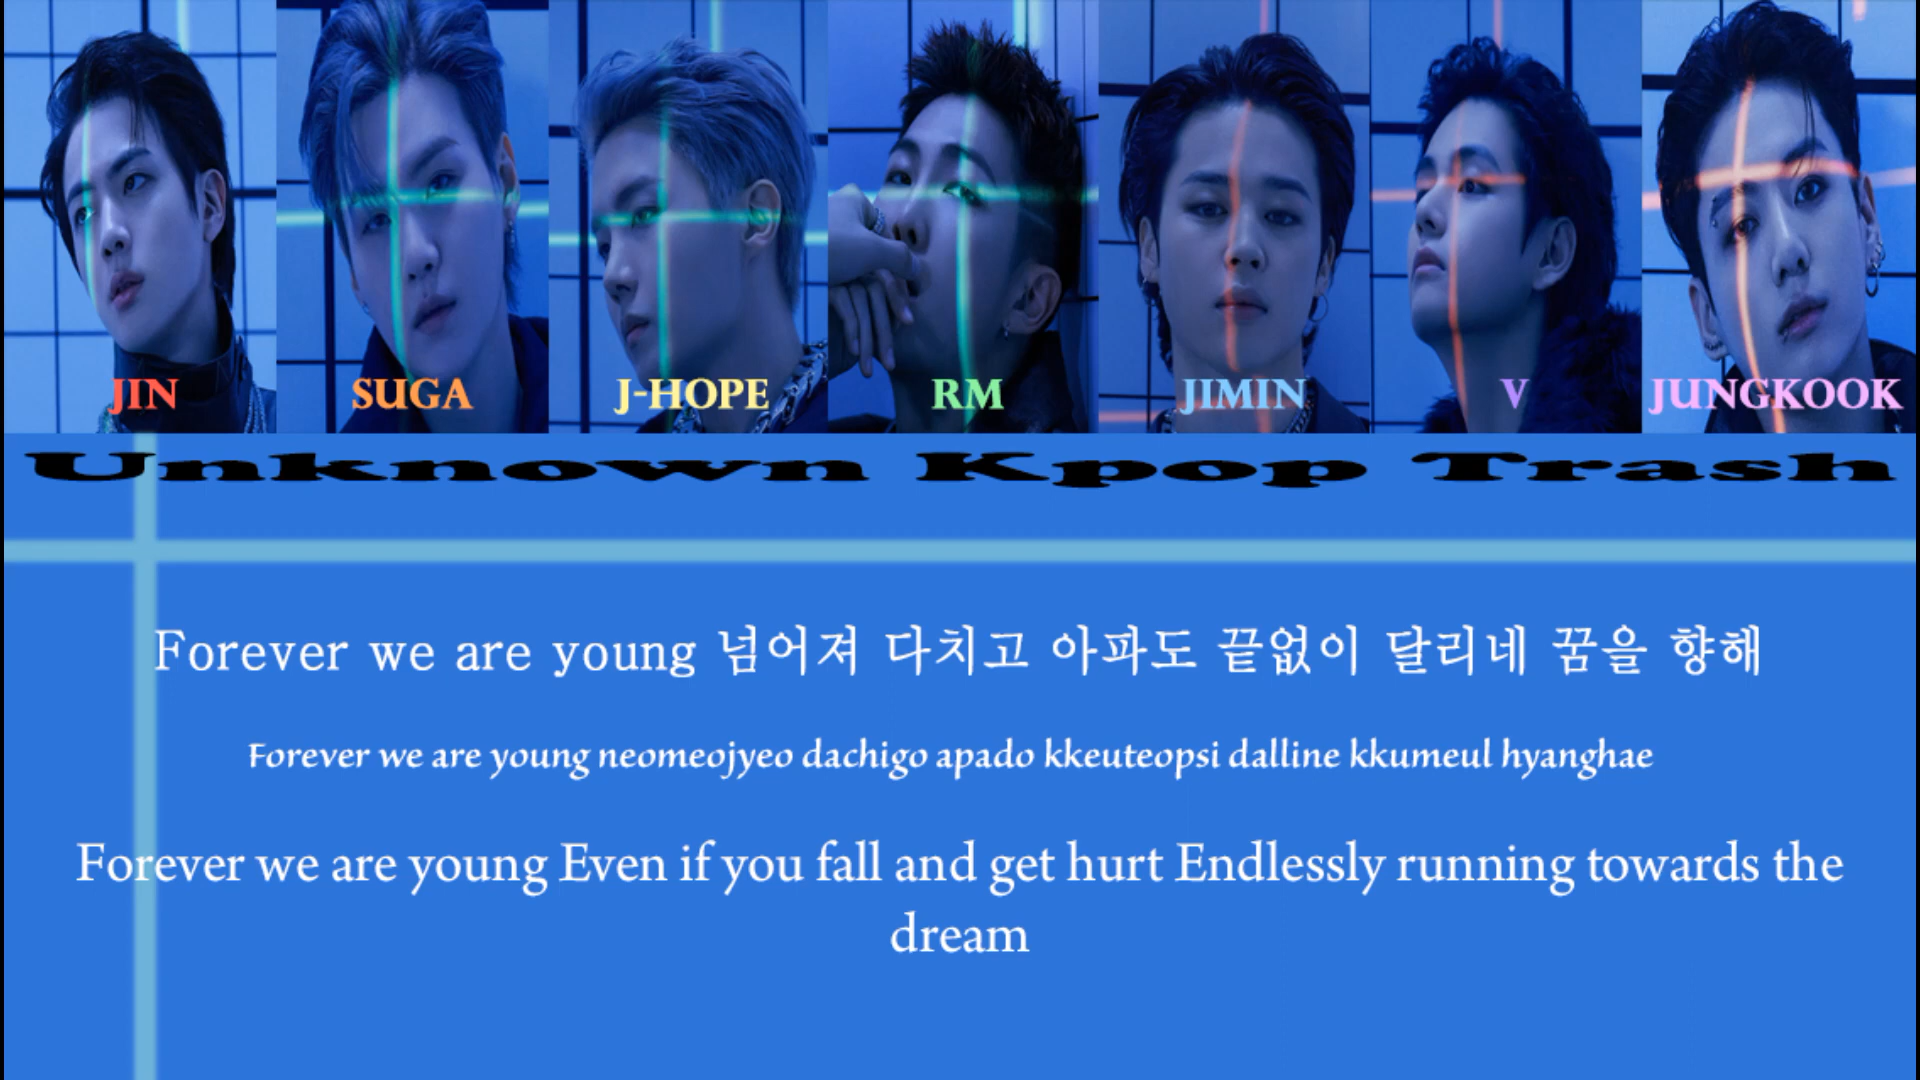 JIN SUGA J-HOPE RM JIMIN V JUNGKOOK
Unknown Kpop Trash
Forever we are young 넘어져 다치고 아파도 끝없이 달리네 꿈을 향해
Forever we are young neomeojyeo dachigo apado kkeuteopsi dalline kkumeul hyanghae
Forever we are young Even if you fall and get hurt Endlessly running towards the
dream